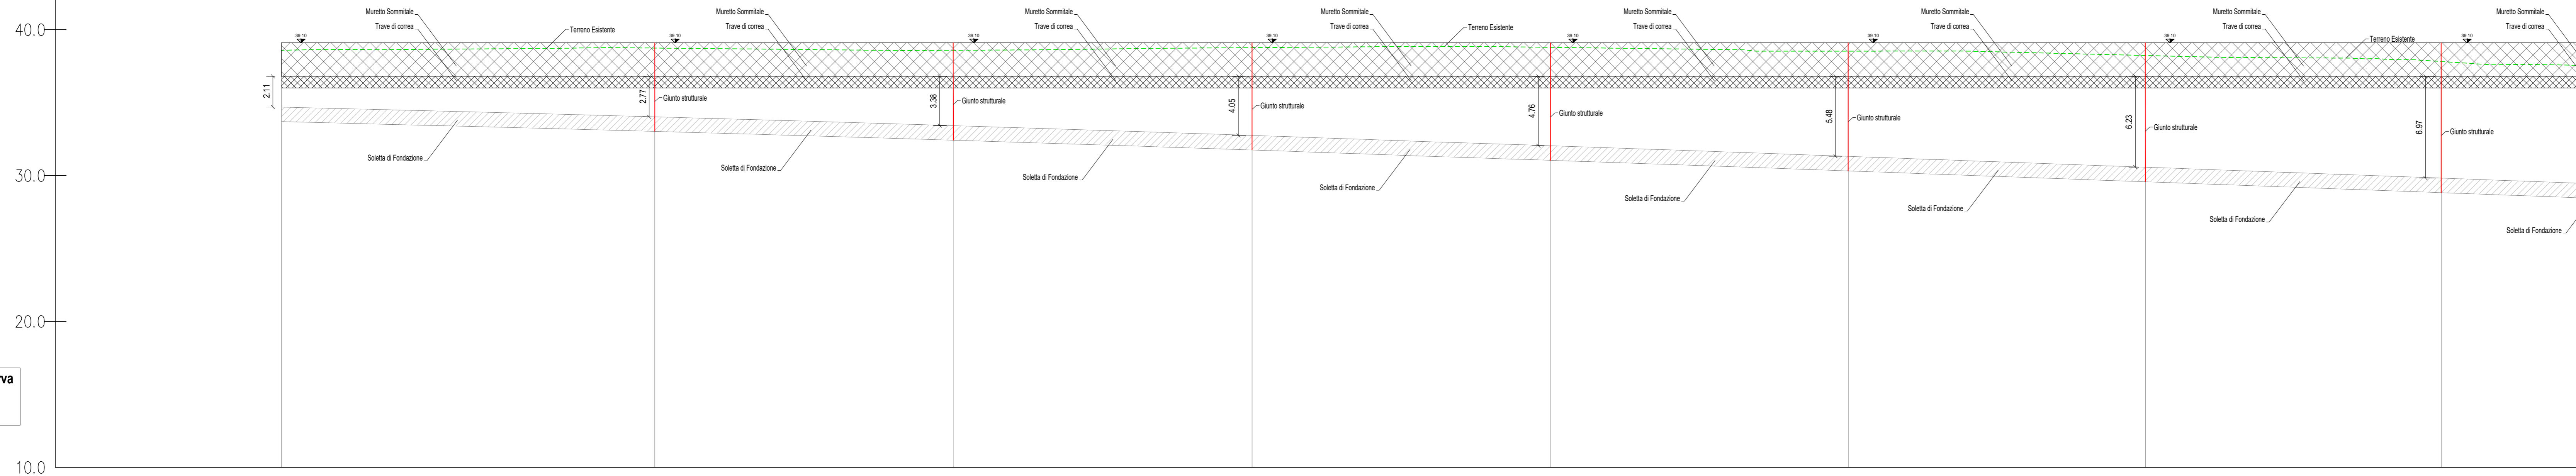 Muretto Sommitale
Muretto Sommitale
Muretto Sommitale
Muretto Sommitale
Muretto Sommitale
Muretto Sommitale
Muretto Sommitale
Muretto Sommitale
Trave di correa
Trave di correa
Trave di correa
Trave di correa
Trave di correa
Trave di correa
Trave di correa
Trave di correa
40.0
Terreno Esistente
Terreno Esistente
Terreno Esistente
39.10
39.10
39.10
39.10
39.10
39.10
39.10
39.10
2.11
2.77
3.38
4.05
4.76
5.48
6.23
6.97
Giunto strutturale
Giunto strutturale
Giunto strutturale
Giunto strutturale
Giunto strutturale
Giunto strutturale
Giunto strutturale
Soletta di Fondazione
Soletta di Fondazione
Soletta di Fondazione
Soletta di Fondazione
Soletta di Fondazione
Soletta di Fondazione
Soletta di Fondazione
Soletta di Fondazione
30.0
20.0
rva
10.0